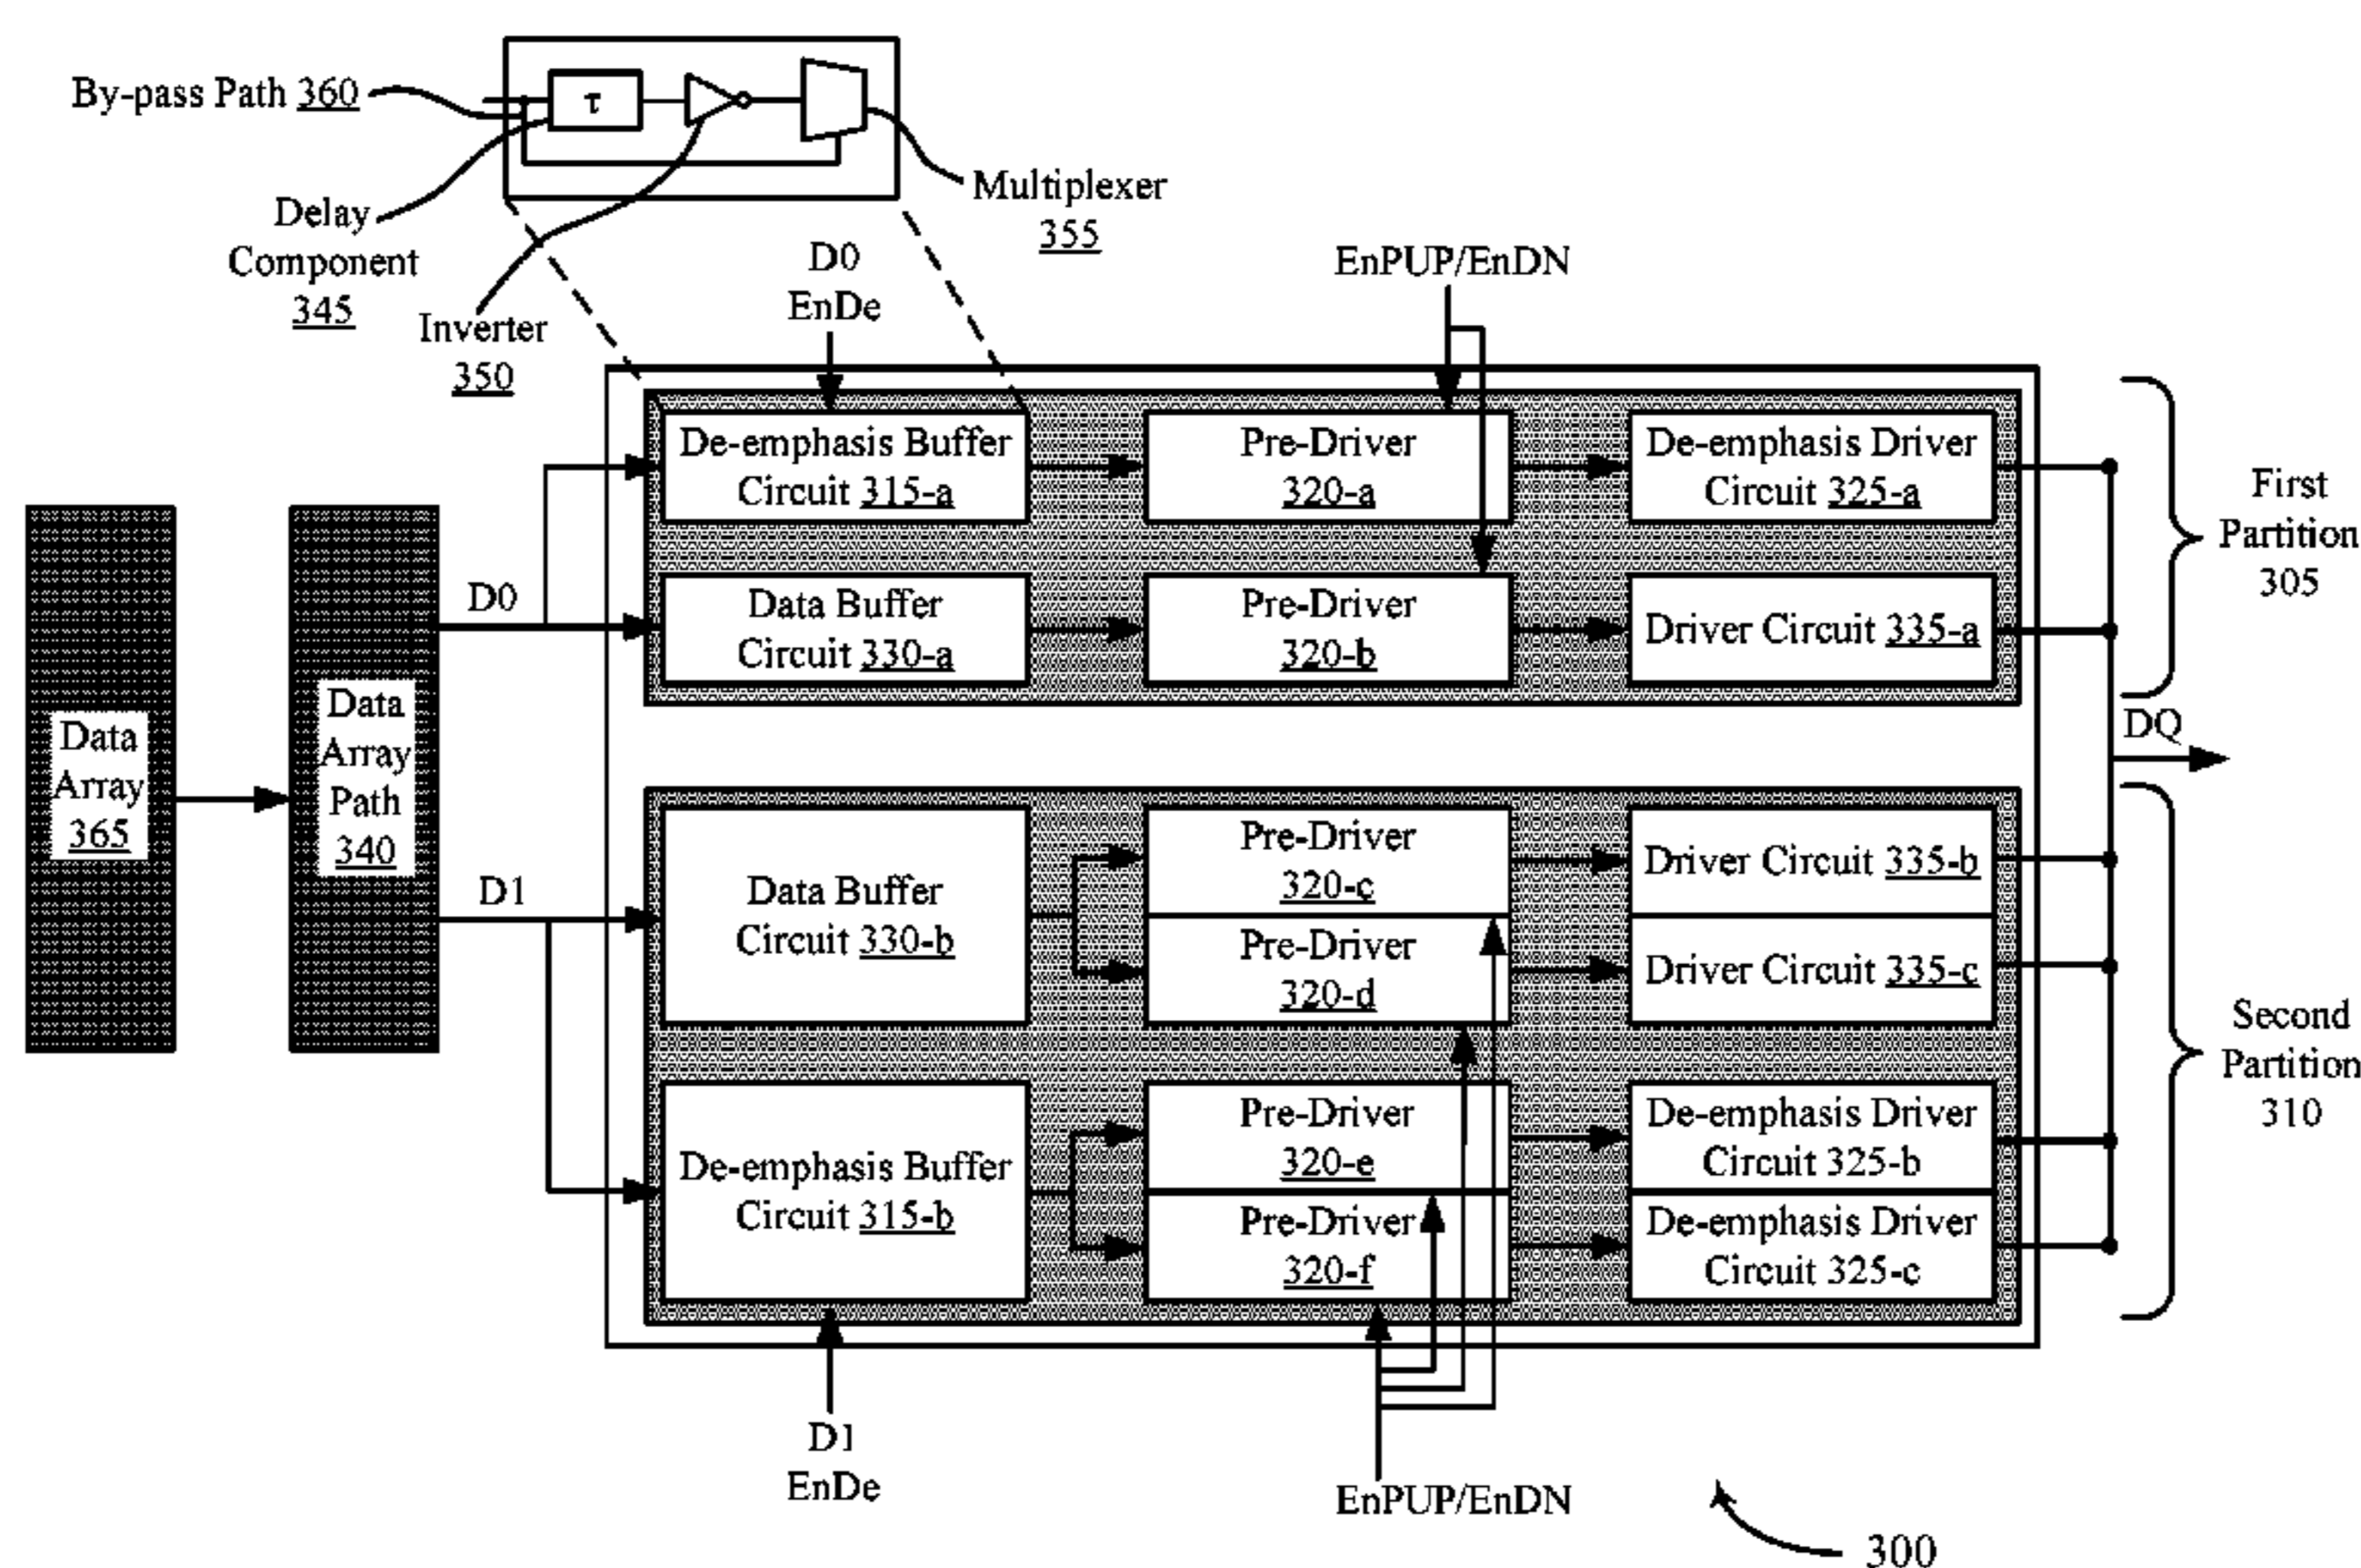 By-pass Path 360
τ
Delay
Component
345
Inverter
350
Multiplexer
355
D0
EnDe
EnPUP/EnDN
De-emphasis Buffer
Circuit 315-a
Pre-Driver
320-a
De-emphasis Driver
Circuit 325-a
First
Partition
305
Data Buffer
Circuit 330-a
Pre-Driver
320-b
Driver Circuit 335-a
D0
Data
Array
365
Data
Array
Path
340
DQ
D1
Data Buffer
Circuit 330-b
Pre-Driver
320-c
Pre-Driver
320-d
Driver Circuit 335-b
Driver Circuit 335-c
Second
Partition
310
De-emphasis Buffer
Circuit 315-b
Pre-Driver
320-e
Pre-Driver
320-f
De-emphasis Driver
Circuit 325-b
De-emphasis Driver
Circuit 325-c
D1
EnDe
EnPUP/EnDN
300